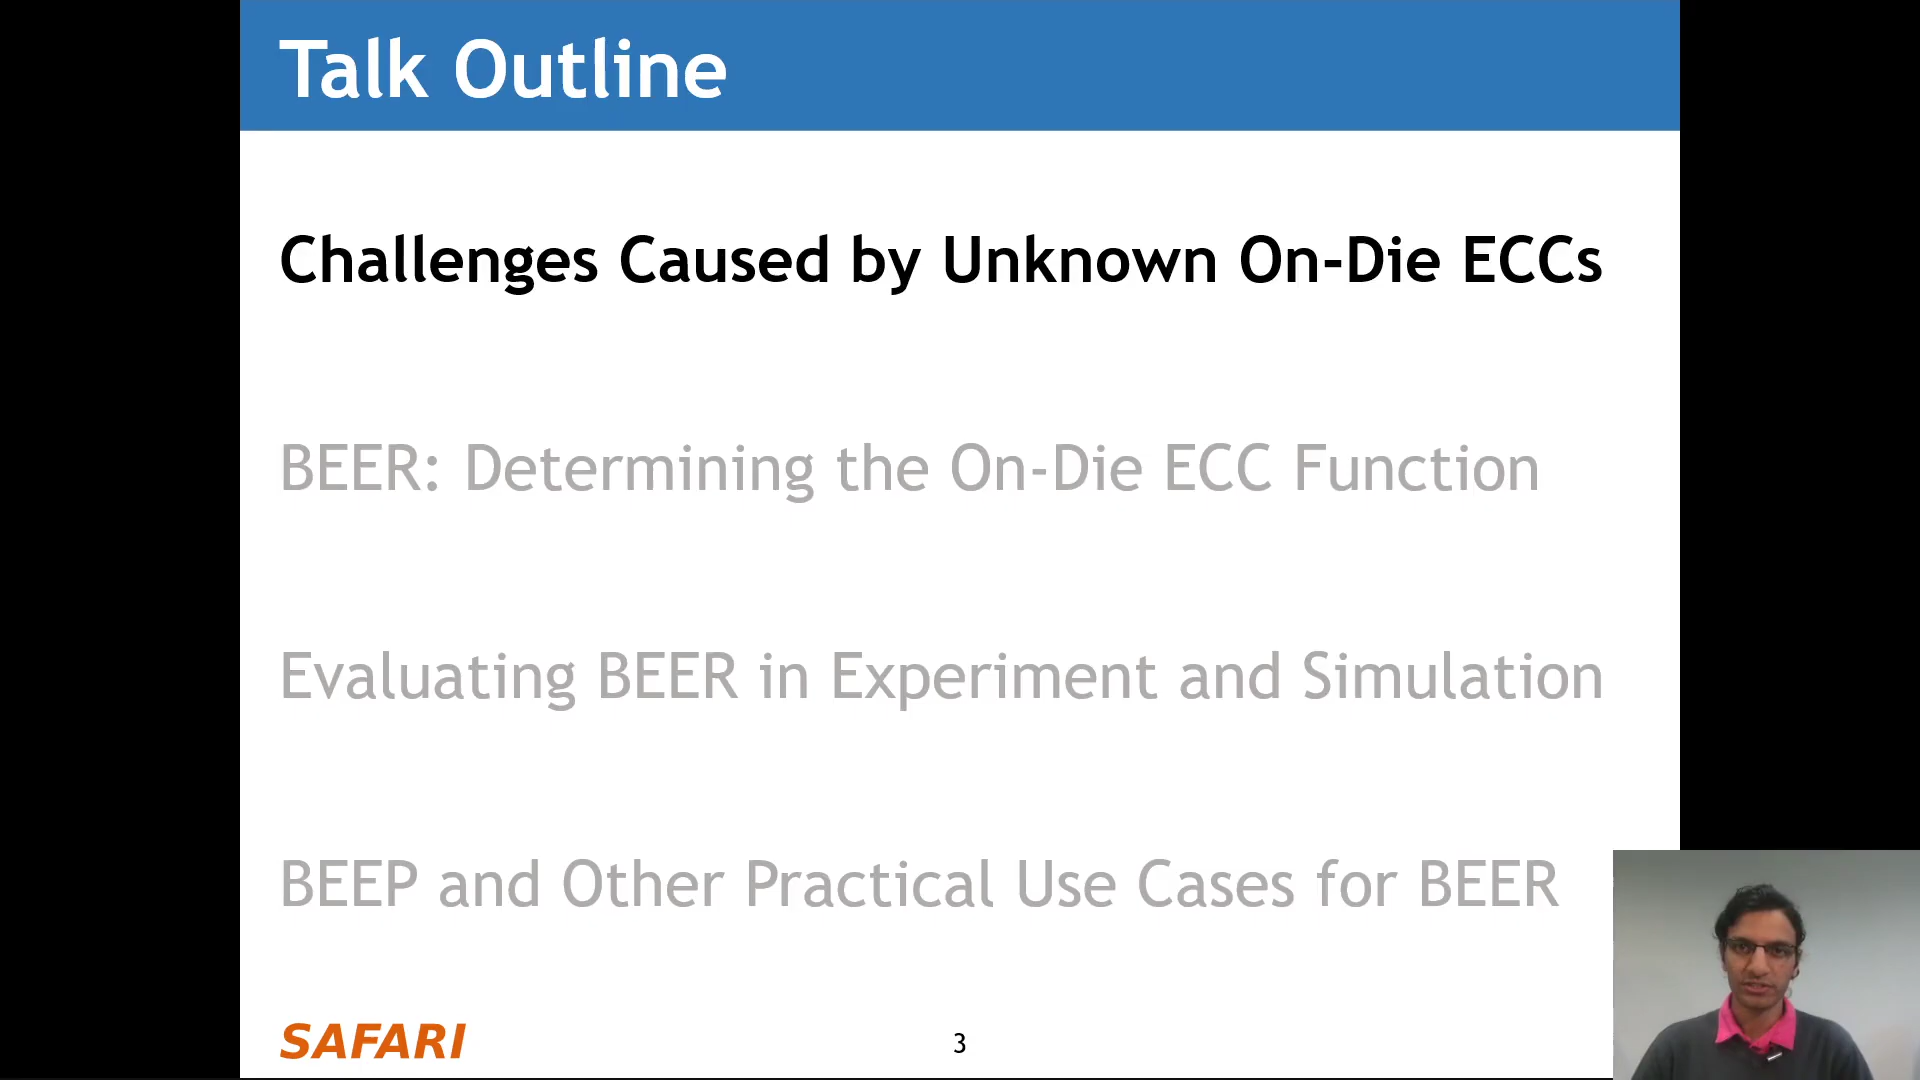 Talk Outline
Challenges Caused by Unknown On-Die ECCs
BEER: Determining the On-Die ECC Function
Evaluating BEER in Experiment and Simulation
BEEP and Other Practical Use Cases for BEER
SAFARI
3